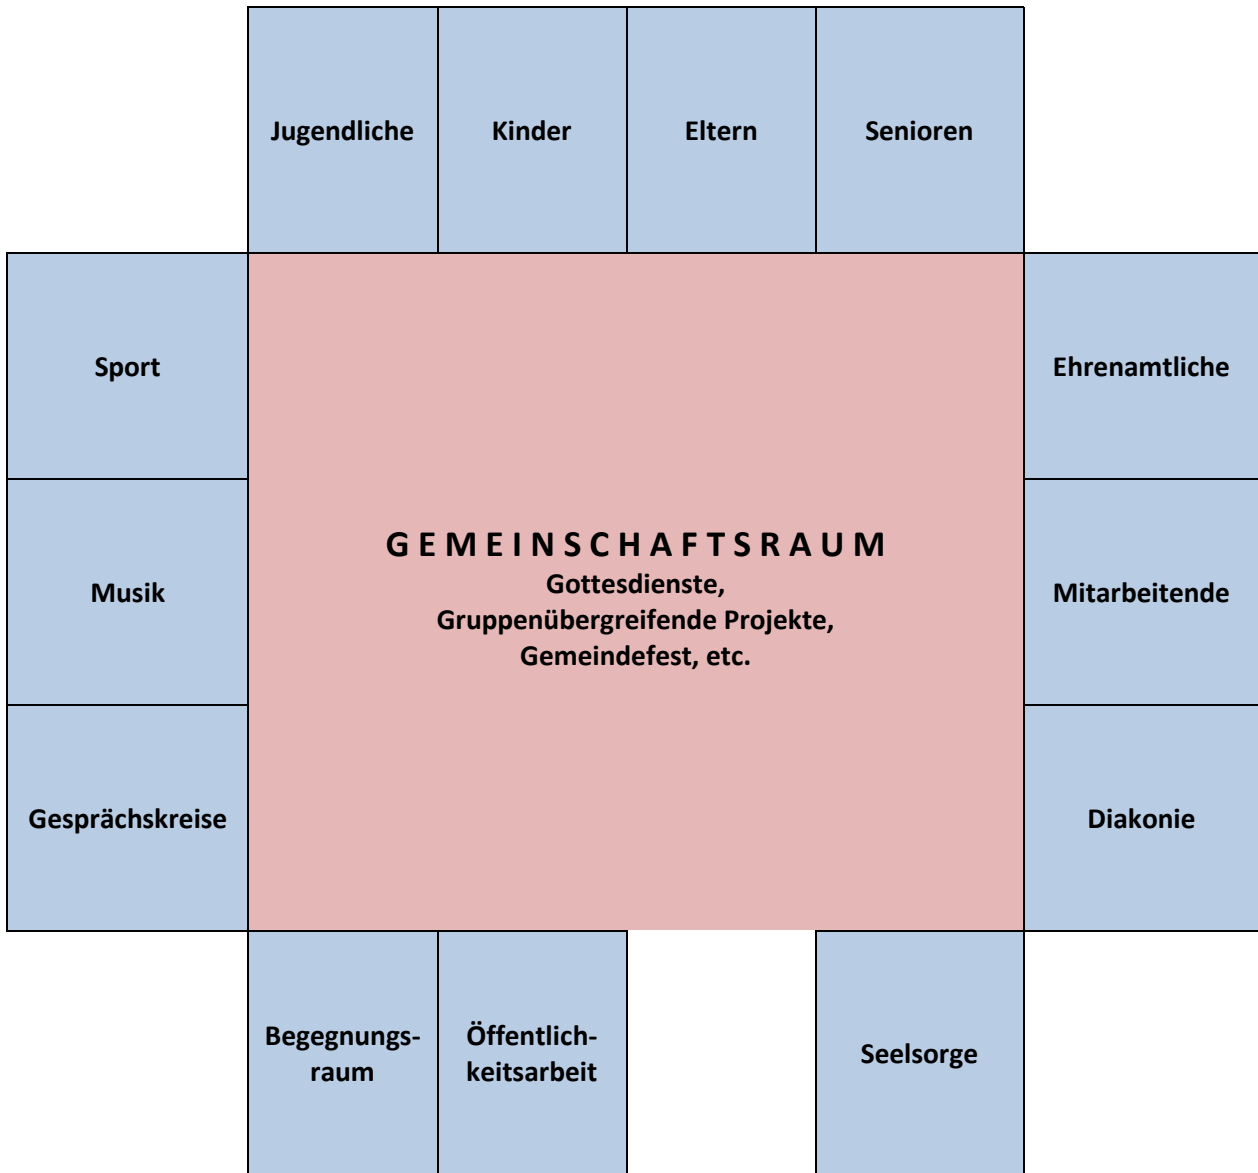 Jugendliche
Kinder
Eltern
Senioren
Sport
Ehrenamtliche
GEMEINSCHAFTSRAUM
Gottesdienste,
Gruppenübergreifende Projekte,
Gemeindefest, etc.
Musik
Mitarbeitende
Gesprächskreise
Diakonie
Begegnungs-
raum
Öffentlich-
keitsarbeit
Seelsorge